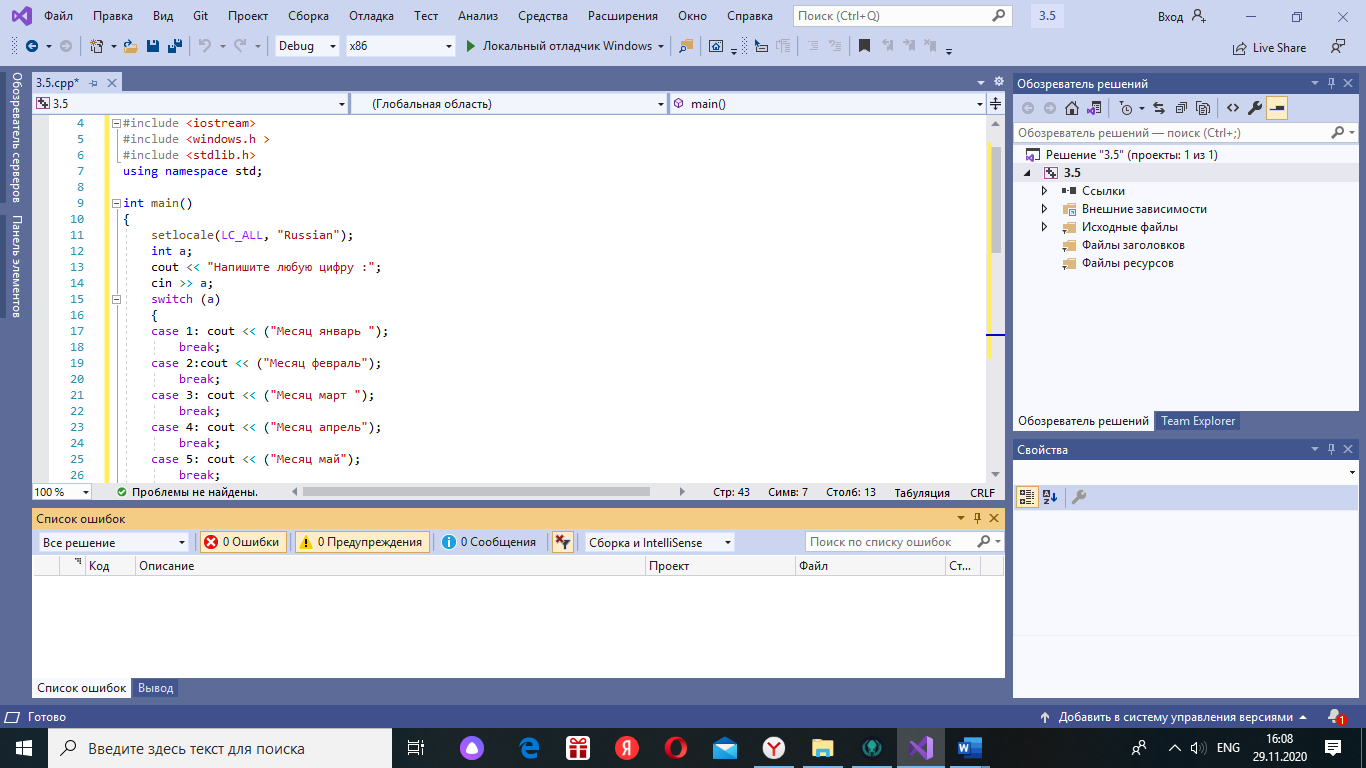 Файл Правка Вид Git Проект Сборка Отладка Тест Анализ Средства Расширения Окно Справка Поиск (Ctrl+Q) 3.5 Вход
Debug x86 Локальный отладчик Windows Live Share
Обозреватель серверов
Панель элементов
3.5.cpp*
3.5 (Глобальная область) main()
4 #include <iostream>
5 #include <windows.h >
6 #include <stdlib.h>
7 using namespace std;
8
9 int main()
10 {
11 setlocale(LC_ALL, "Russian");
12 int a;
13 cout << "Напишите любую цифру :";
14 cin >> a;
15 switch (a)
16 {
17 case 1: cout << ("Месяц январь ");
18 break;
19 case 2:cout << ("Месяц февраль");
20 break;
21 case 3: cout << ("Месяц март ");
22 break;
23 case 4: cout << ("Месяц апрель");
24 break;
25 case 5: cout << ("Месяц май");
26 break;
100 % Проблемы не найдены. Стр: 43 Симв: 7 Столб: 13 Табуляция CRLF
Список ошибок
Все решение 0 Ошибки 0 Предупреждения 0 Сообщения Сборка и IntelliSense Поиск по списку ошибок
Код Описание Проект Файл Ст...
Список ошибок Вывод
Обозреватель решений
Обозреватель решений — поиск (Ctrl+;)
Решение "3.5" (проекты: 1 из 1)
3.5
Ссылки
Внешние зависимости
Исходные файлы
Файлы заголовков
Файлы ресурсов
Обозреватель решений Team Explorer
Свойства
Готово Добавить в систему управления версиями 1
Введите здесь текст для поиска
ENG
16:08
29.11.2020